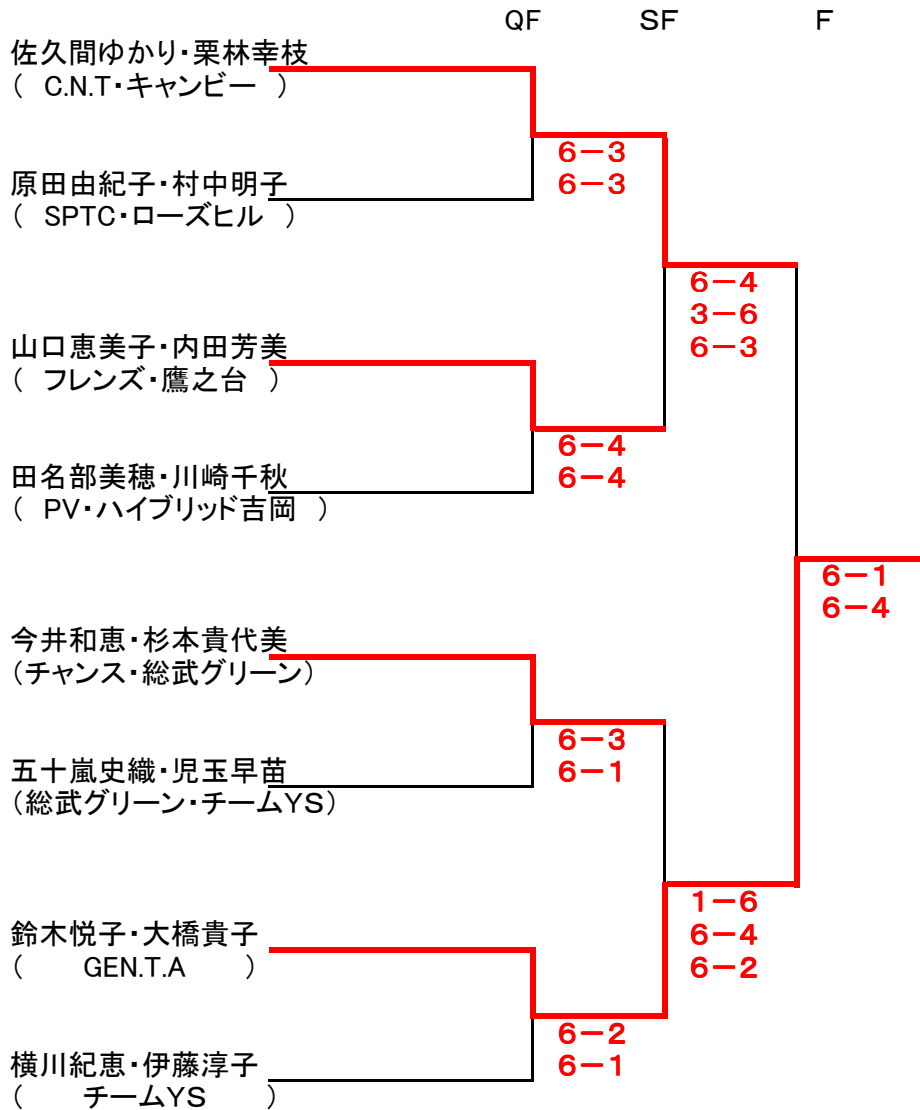 QF SF F
佐久間ゆかり・栗林幸枝
( C.N.T・キャンビー )
6－3
6－3
原田由紀子・村中明子
( SPTC・ローズヒル )
6－4
3－6
6－3
山口恵美子・内田芳美
( フレンズ・鷹之台 )
6－4
6－4
田名部美穂・川崎千秋
( PV・ハイブリッド吉岡 )
6－1
6－4
今井和恵・杉本貴代美
(チャンス・総武グリーン)
6－3
6－1
五十嵐史織・児玉早苗
(総武グリーン・チームYS)
1－6
6－4
6－2
鈴木悦子・大橋貴子
( GEN.T.A )
6－2
6－1
横川紀恵・伊藤淳子
( チームYS )